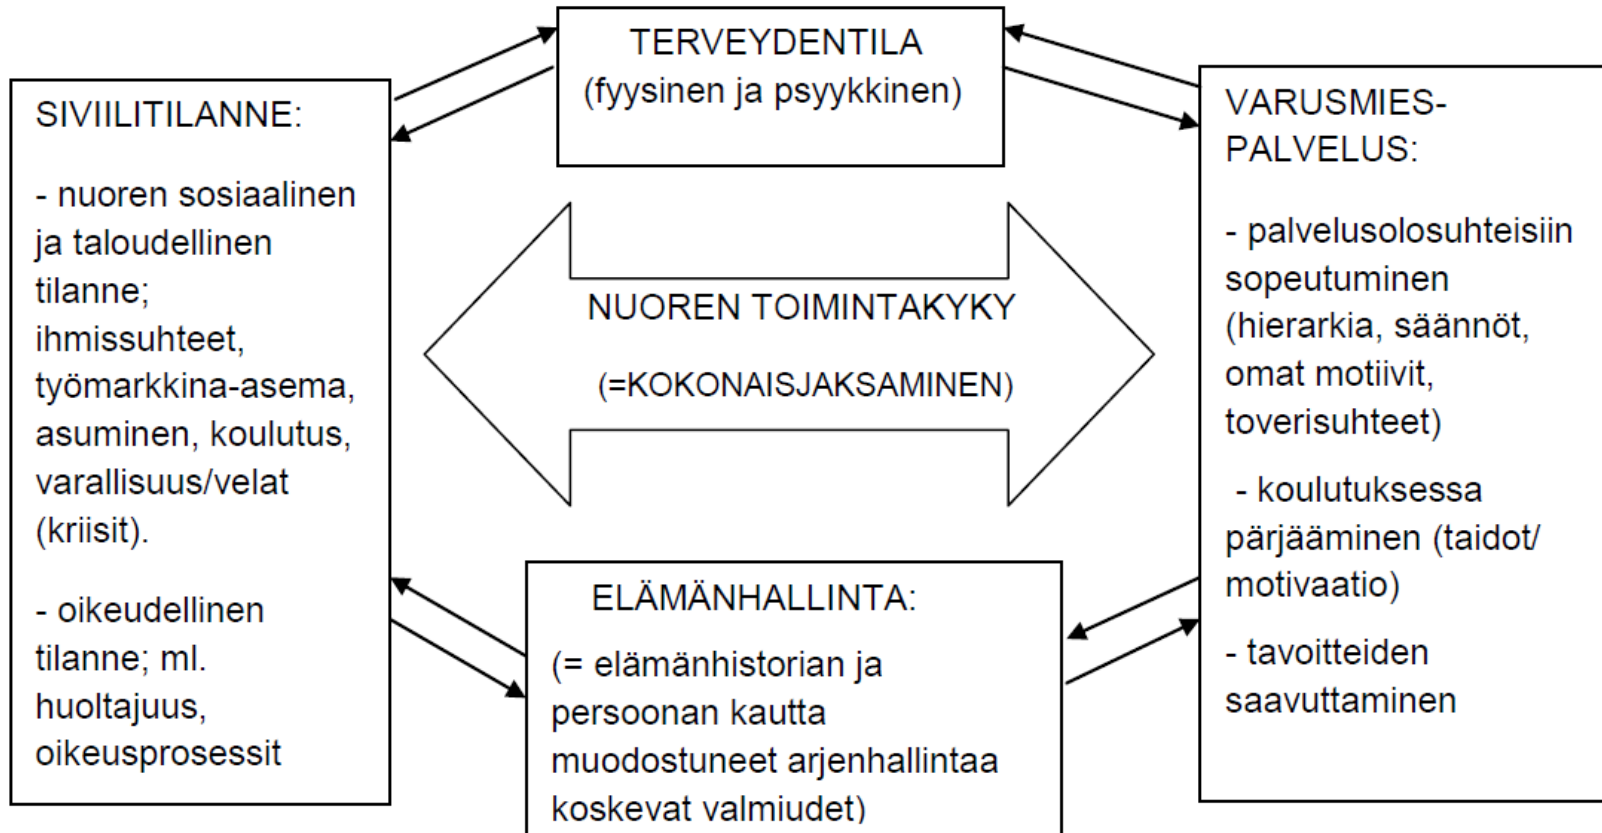 TERVEYDENTILA
(fyysinen ja psyykkinen)
SIVIILITILANNE:
- nuoren sosiaalinen
ja taloudellinen
tilanne;
ihmissuhteet,
työmarkkina-asema,
asuminen, koulutus,
varallisuus/velat
(kriisit).
- oikeudellinen
tilanne; ml.
huoltajuus,
oikeusprosessit
NUOREN TOIMINTAKYKY
(=KOKONAISJAKSAMINEN)
VARUSMIES-
PALVELUS:
- palvelusolosuhteisiin
sopeutuminen
(hierarkia, säännöt,
omat motiivit,
toverisuhteet)
- koulutuksessa
pärjääminen (taidot/
motivaatio)
- tavoitteiden
saavuttaminen
ELÄMÄNHALLINTA:
(= elämänhistorian ja
persoonan kautta
muodostuneet arjenhallintaa
koskevat valmiudet)